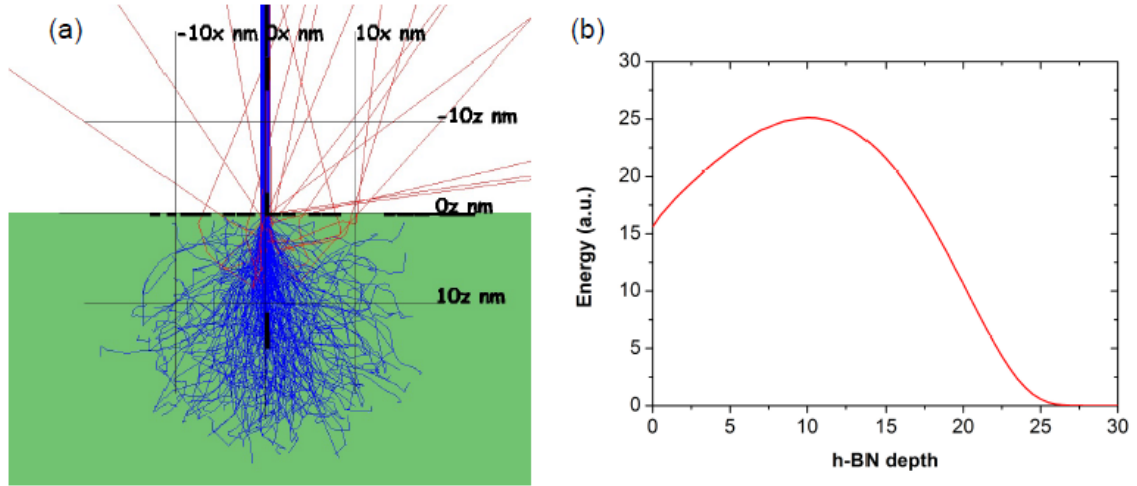 (a)
-10x nm 0x nm 10x nm
-10z nm
0z nm
10z nm
(b)
30
25
20
15
10
5
0
Energy (a.u.)
0 5 10 15 20 25 30
h-BN depth